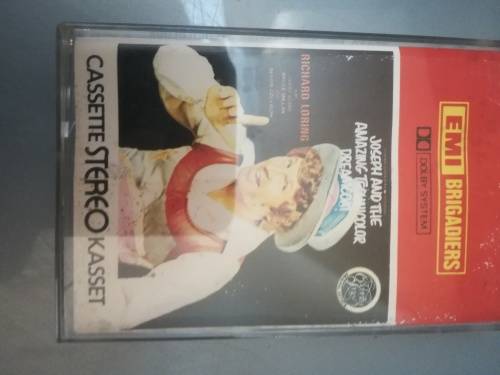 EMI BRIGADIERS
DOLBY SYSTEM
JOSEPH AND THE
AMAZING TECHNICOLOR
DREAMCOAT
RICHARD LORING
CASSETTE STEREO KASSET